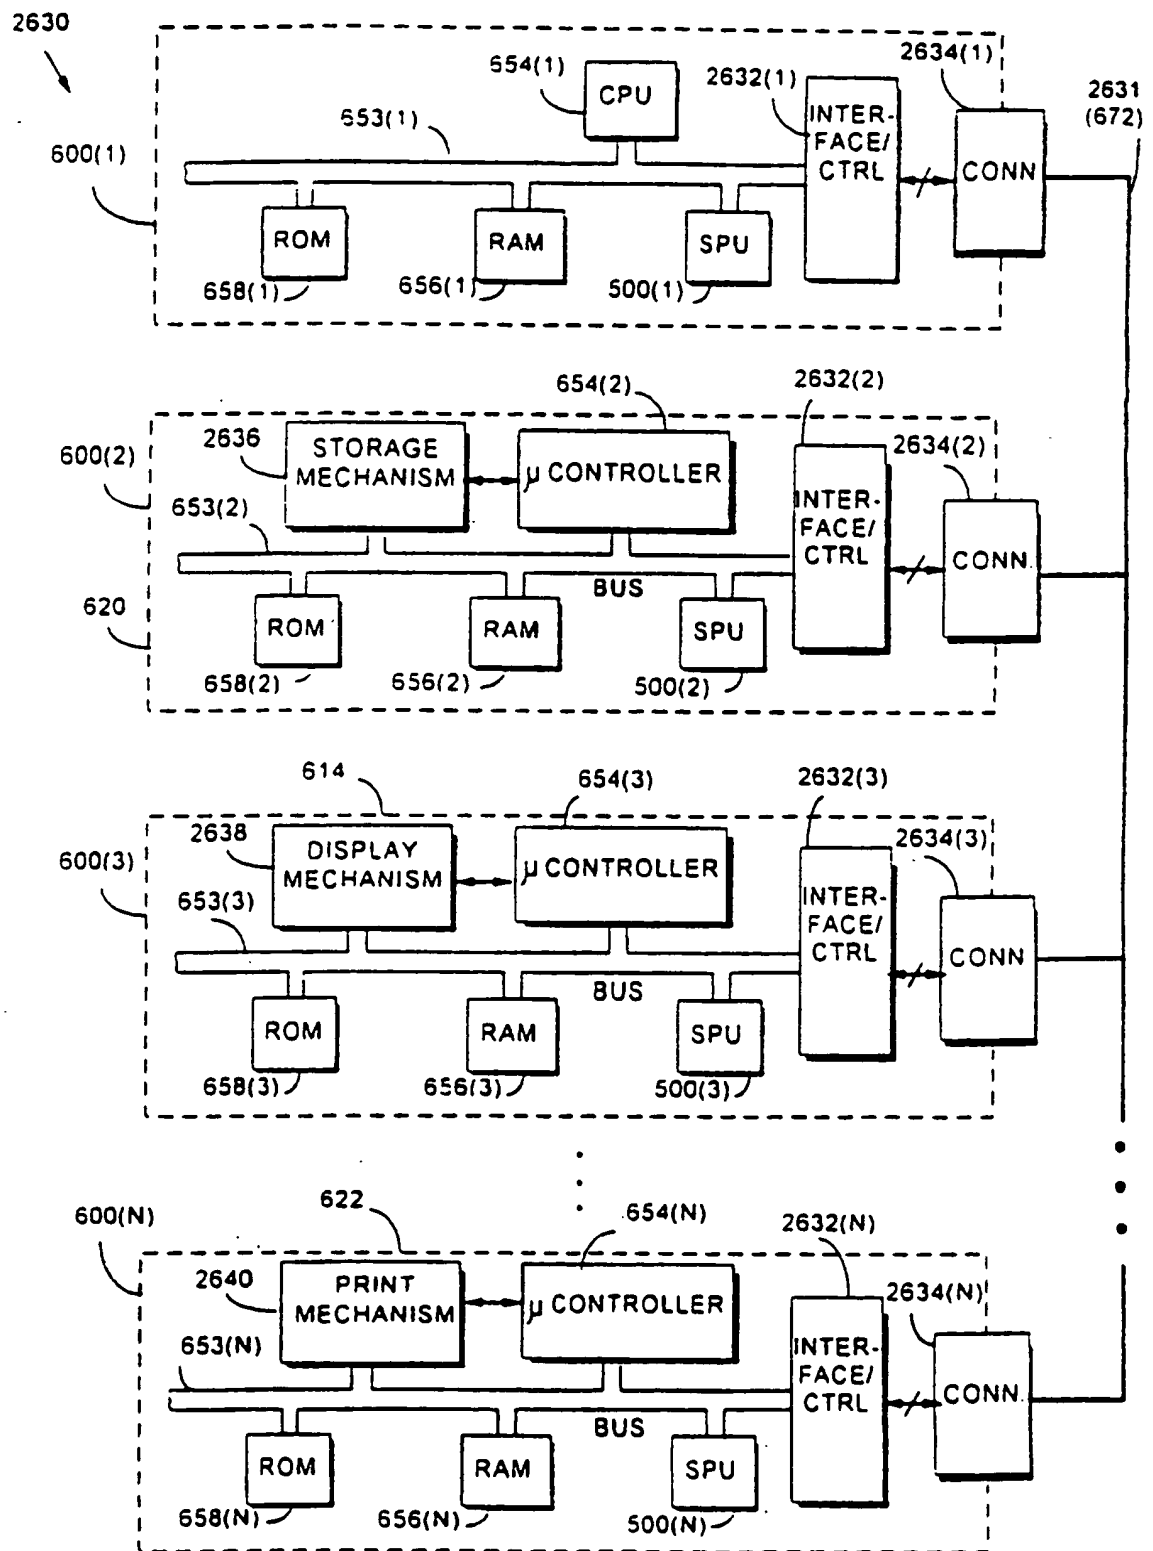 2630
654(1)
CPU
2632(1)
2634(1)
2631
(672)
653(1)
600(1)
INTER-
FACE/
CTRL
CONN
ROM
RAM
SPU
658(1)
656(1)
500(1)
654(2)
2632(2)
2636
STORAGE
MECHANISM
µ CONTROLLER
2634(2)
600(2)
653(2)
INTER-
FACE/
CTRL
CONN.
BUS
620
ROM
RAM
SPU
658(2)
656(2)
500(2)
614
654(3)
2632(3)
2638
DISPLAY
MECHANISM
µ CONTROLLER
2634(3)
600(3)
653(3)
INTER-
FACE/
CTRL
CONN
BUS
ROM
RAM
SPU
658(3)
656(3)
500(3)
622
600(N)
654(N)
2632(N)
2640
PRINT
MECHANISM
µ CONTROLLER
2634(N)
653(N)
INTER-
FACE/
CTRL
CONN.
BUS
ROM
RAM
SPU
658(N)
656(N)
500(N)